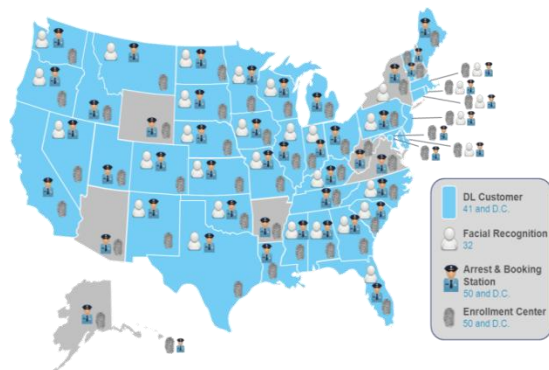 DL Customer
41 and D.C.
Facial Recognition
32
Arrest & Booking
Station
50 and D.C.
Enrollment Center
50 and D.C.